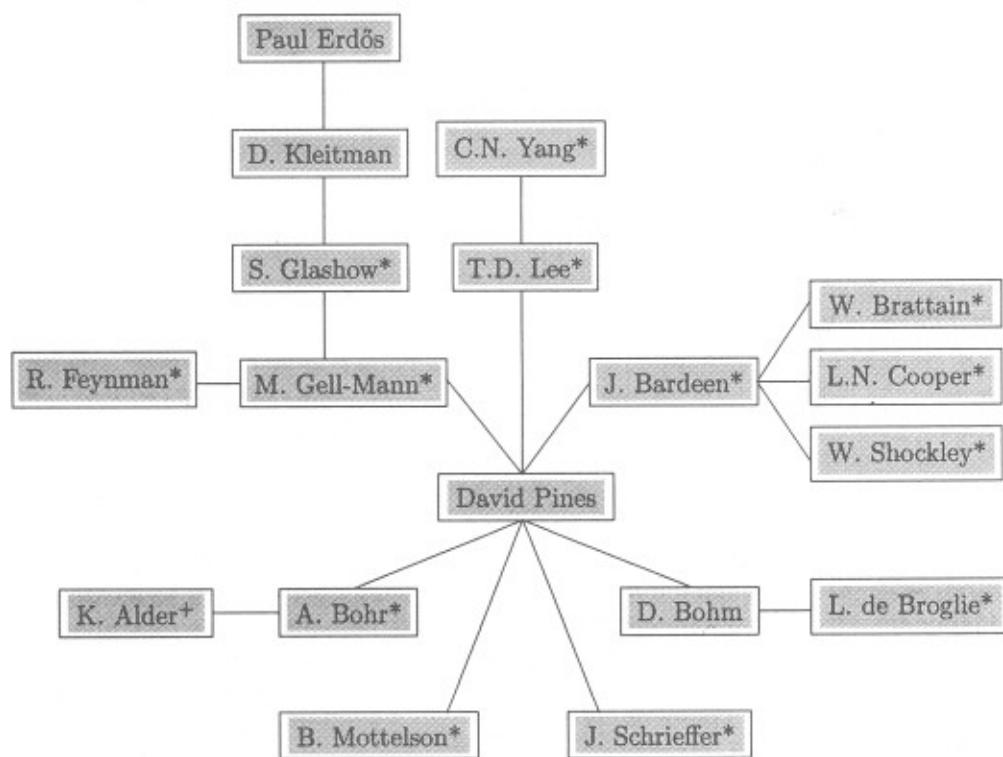 Paul Erdős
D. Kleitman
C.N. Yang*
S. Glashow*
T.D. Lee*
W. Brattain*
R. Feynman*
M. Gell-Mann*
J. Bardeen*
L.N. Cooper*
W. Shockley*
David Pines
K. Alder+
A. Bohr*
D. Bohm
L. de Broglie*
B. Mottelson*
J. Schrieffer*